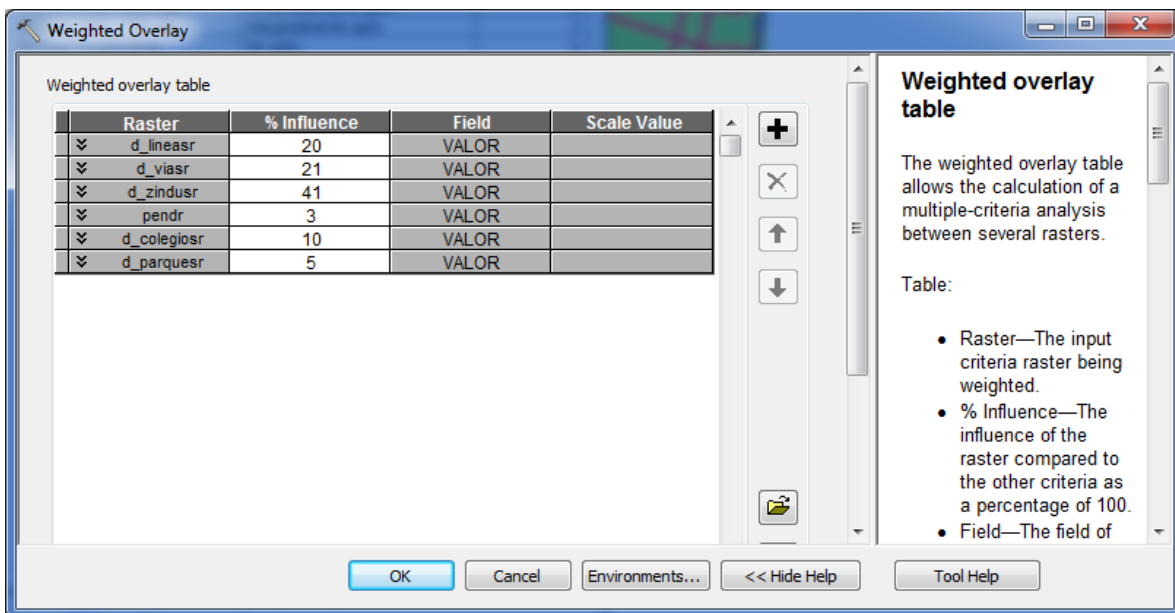 Weighted Overlay
Weighted overlay table
Raster % Influence Field Scale Value
d_lineasr 20 VALOR
d_viasr 21 VALOR
d_zindusr 41 VALOR
pendr 3 VALOR
d_colegiosr 10 VALOR
d_parquesr 5 VALOR
Weighted overlay
table
The weighted overlay table
allows the calculation of a
multiple-criteria analysis
between several rasters.
Table:
• Raster—The input
criteria raster being
weighted.
• % Influence—The
influence of the
raster compared to
the other criteria as
a percentage of 100.
• Field—The field of
OK Cancel Environments... << Hide Help Tool Help